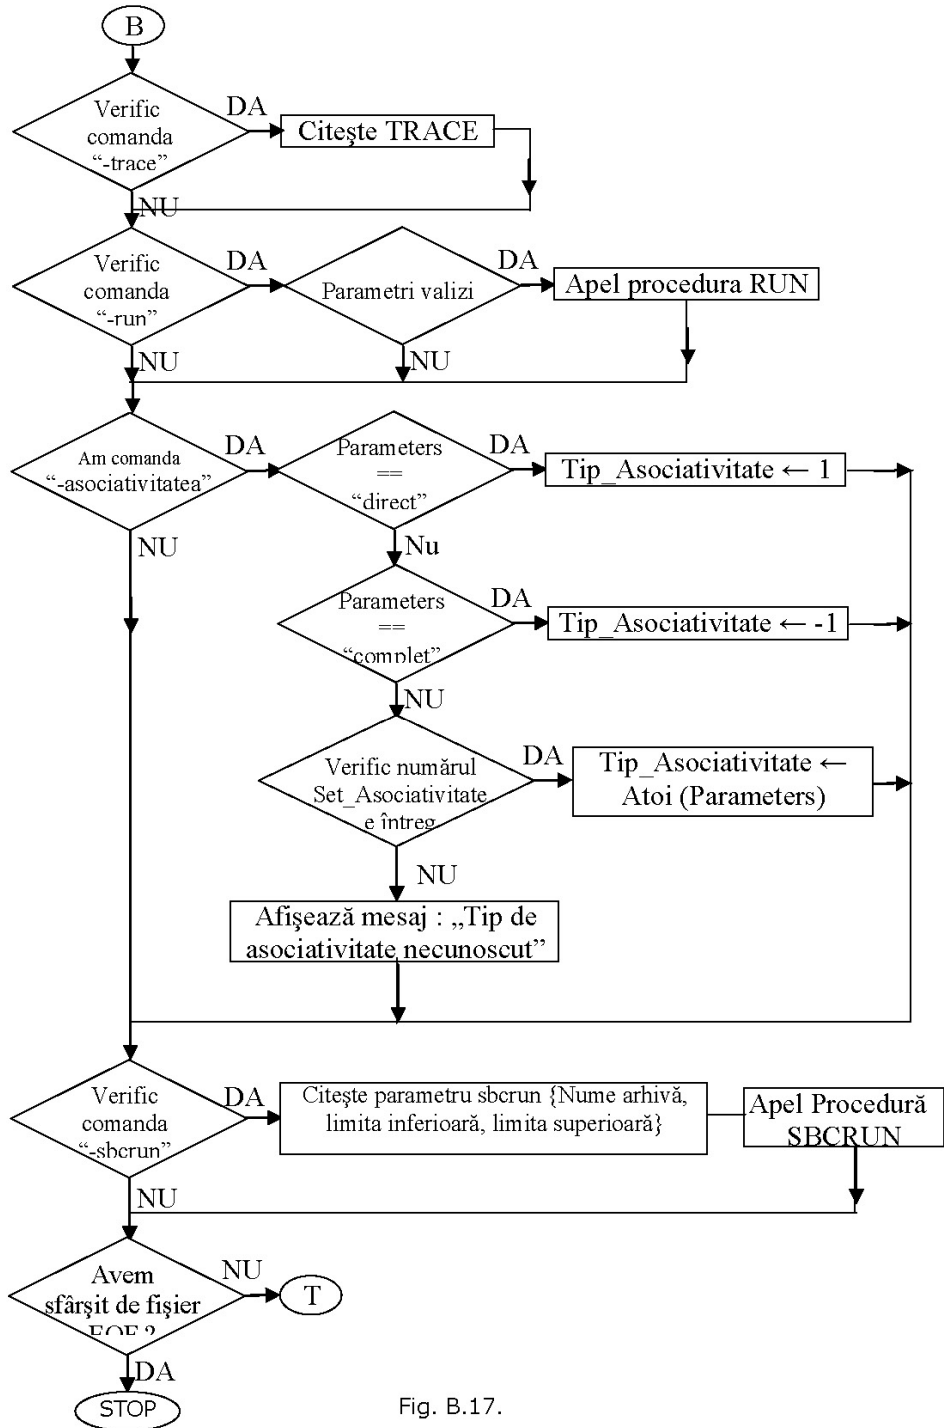 B
Verific
comanda
“-trace”
DA
Citeşte TRACE
NU
Verific
comanda
“-run”
DA
Parametri valizi
DA
Apel procedura RUN
NU
NU
Am comanda
“-asociativitatea”
DA
Parameters
==
“direct”
DA
Tip_Asociativitate ← 1
NU
Nu
Parameters
==
“complet”
DA
Tip_Asociativitate ← -1
NU
Verific numărul
Set_Asociativitate
e întreg
DA
Tip_Asociativitate ←
Atoi (Parameters)
NU
Afişează mesaj : „Tip de
asociativitate necunoscut”
Verific
comanda
“-sbcrun”
DA
Citeşte parametru sbcrun {Nume arhivă,
limita inferioară, limita superioară}
Apel Procedură
SBCRUN
NU
Avem
sfârşit de fişier
EOF ?
NU
T
DA
STOP
Fig. B.17.